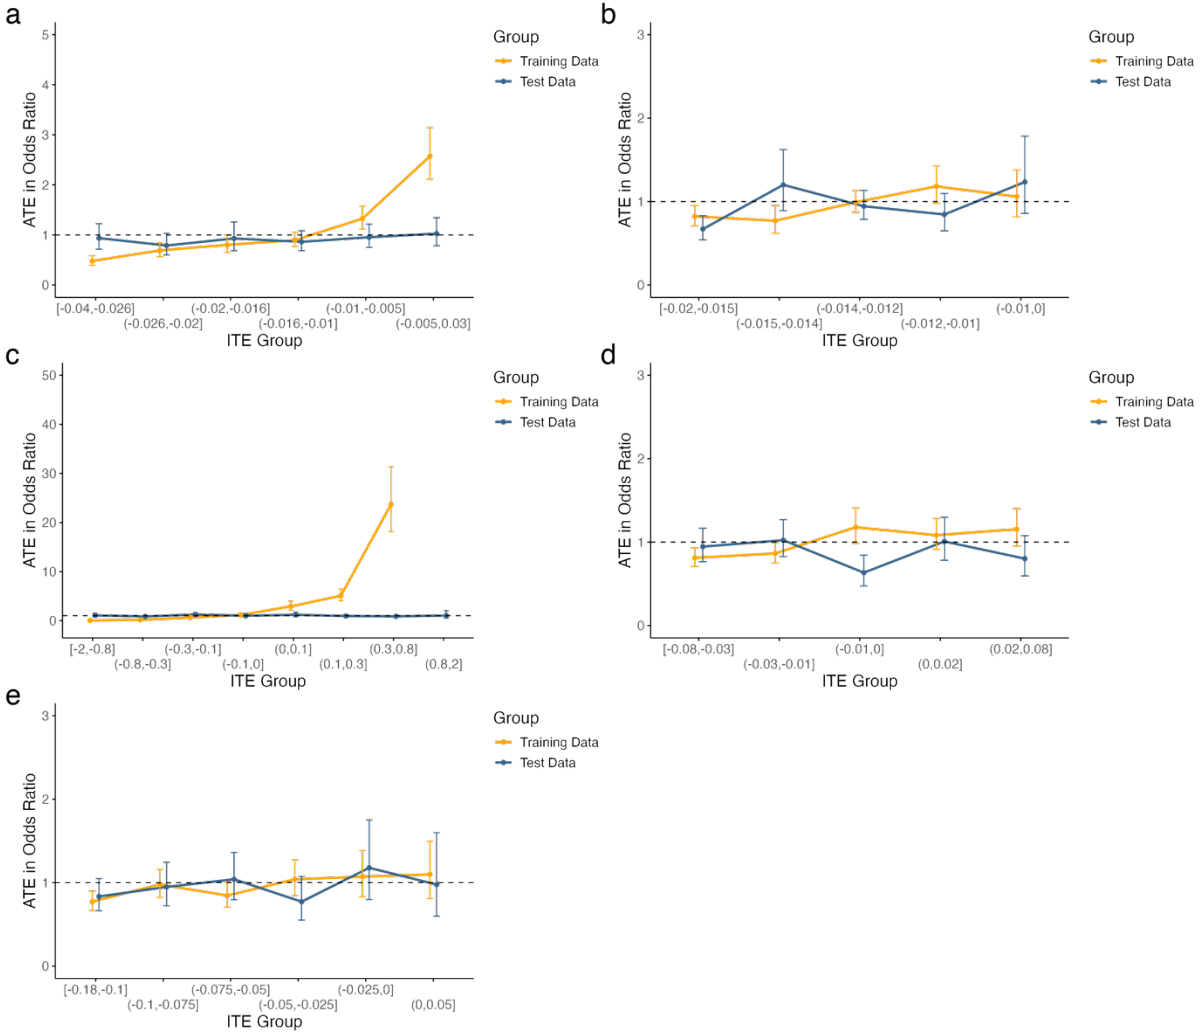 a
ATE in Odds Ratio
5
4
3
2
1
0
[-0.04,-0.026]
(-0.02,-0.016]
(-0.01,-0.005]
(-0.026,-0.02]
(-0.016,-0.01]
(-0.005,0.03]
ITE Group
Group
Training Data
Test Data
b
ATE in Odds Ratio
3
2
1
0
[-0.02,-0.015]
(-0.014,-0.012]
(-0.01,0]
(-0.015,-0.014]
(-0.012,-0.01]
ITE Group
Group
Training Data
Test Data
c
ATE in Odds Ratio
50
40
30
20
10
0
[-2,-0.8]
(-0.3,-0.1]
(0,0.1]
(0.3,0.8]
(-0.8,-0.3]
(-0.1,0]
(0.1,0.3]
(0.8,2]
ITE Group
Group
Training Data
Test Data
d
ATE in Odds Ratio
3
2
1
0
[-0.08,-0.03]
(-0.01,0]
(0.02,0.08]
(-0.03,-0.01]
(0,0.02]
ITE Group
Group
Training Data
Test Data
e
ATE in Odds Ratio
3
2
1
0
[-0.18,-0.1]
(-0.075,-0.05]
(-0.025,0]
(-0.1,-0.075]
(-0.05,-0.025]
(0,0.05]
ITE Group
Group
Training Data
Test Data